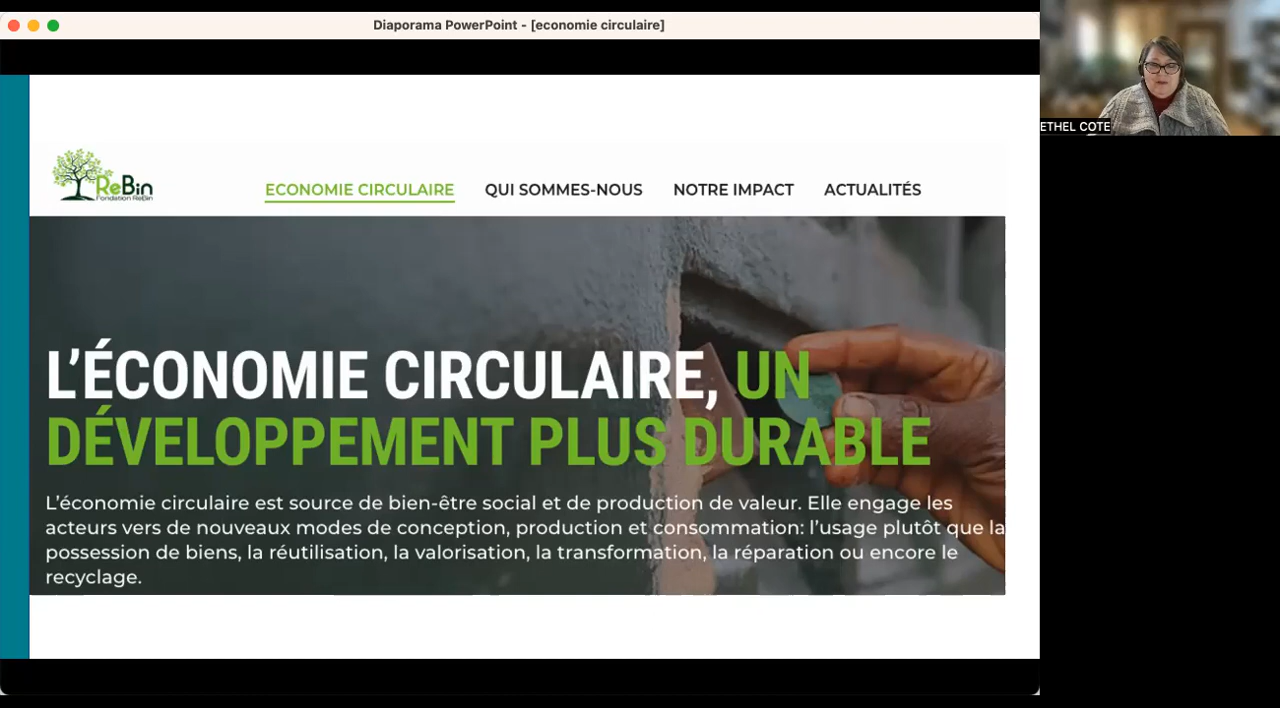 Diaporama PowerPoint - [economie circulaire]
ETHEL COTE
ReBin
Fondation ReBin
ECONOMIE CIRCULAIRE QUI SOMMES-NOUS NOTRE IMPACT ACTUALITÉS
L'ÉCONOMIE CIRCULAIRE, UN
DÉVELOPPEMENT PLUS DURABLE
L'économie circulaire est source de bien-être social et de production de valeur. Elle engage les
acteurs vers de nouveaux modes de conception, production et consommation: l'usage plutôt que la
possession de biens, la réutilisation, la valorisation, la transformation, la réparation ou encore le
recyclage.